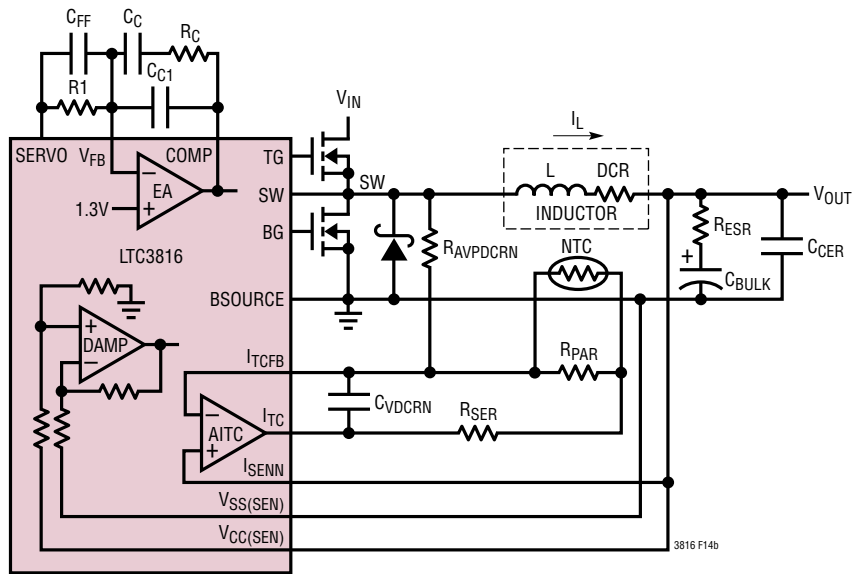 CFF
CC
RC
R1
CC1
VIN
IL
SERVO
VFB
COMP
TG
L
DCR
EA
SW
SW
VOUT
1.3V
INDUCTOR
RESR
BG
LTC3816
RAVPDCRN
NTC
CCER
+
CBULK
BSOURCE
DAMP
ITCFB
RPAR
CVDCRN
RSER
ITC
AITC
ISENN
VSS(SEN)
VCC(SEN)
3816 F14b